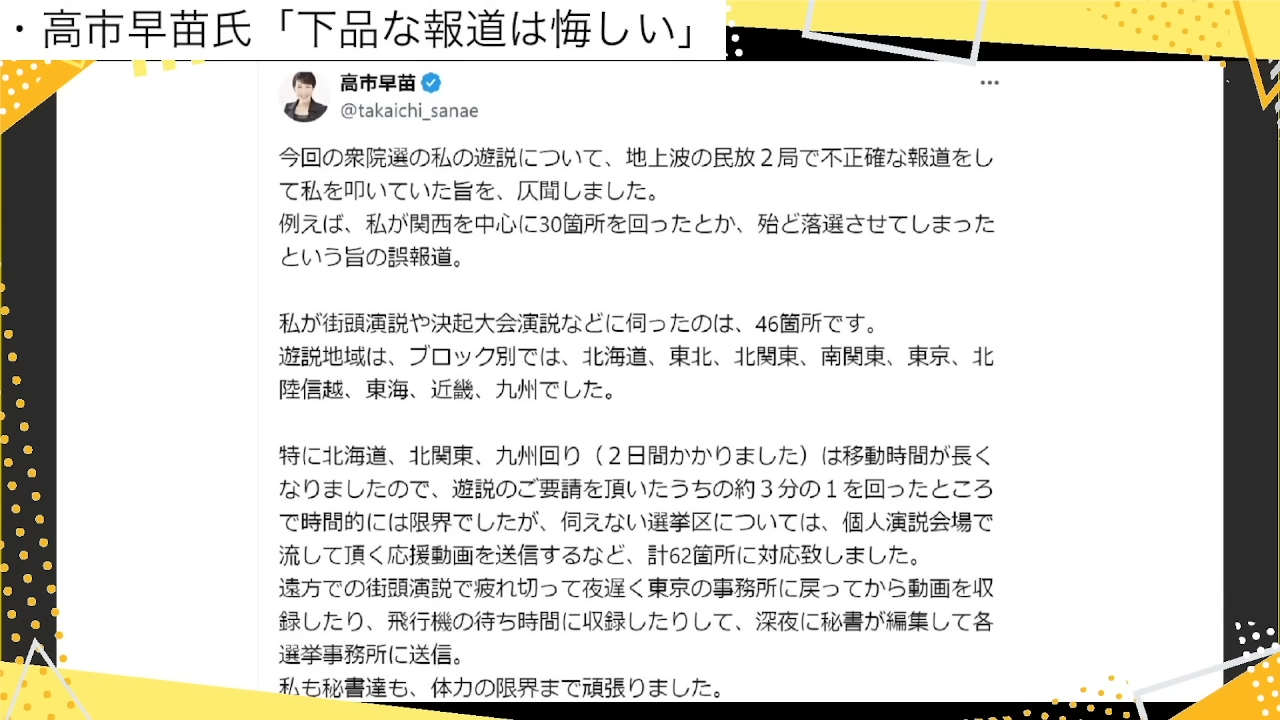 ・高市早苗氏「下品な報道は悔しい」
高市早苗
@takaichi_sanae
今回の衆院選の私の遊説について、地上波の民放２局で不正確な報道をし
て私を叩いていた旨を、仄聞しました。
例えば、私が関西を中心に30箇所を回ったとか、殆ど落選させてしまった
という旨の誤報道。
私が街頭演説や決起大会演説などに伺ったのは、46箇所です。
遊説地域は、ブロック別では、北海道、東北、北関東、南関東、東京、北
陸信越、東海、近畿、九州でした。
特に北海道、北関東、九州回り（２日間かかりました）は移動時間が長く
なりましたので、遊説のご要請を頂いたうちの約３分の１を回ったところ
で時間的には限界でしたが、伺えない選挙区については、個人演説会場で
流して頂く応援動画を送信するなど、計62箇所に対応致しました。
遠方での街頭演説で疲れ切って夜遅く東京の事務所に戻ってから動画を収
録したり、飛行機の待ち時間に収録したりして、深夜に秘書が編集して各
選挙事務所に送信。
私も秘書達も、体力の限界まで頑張りました。